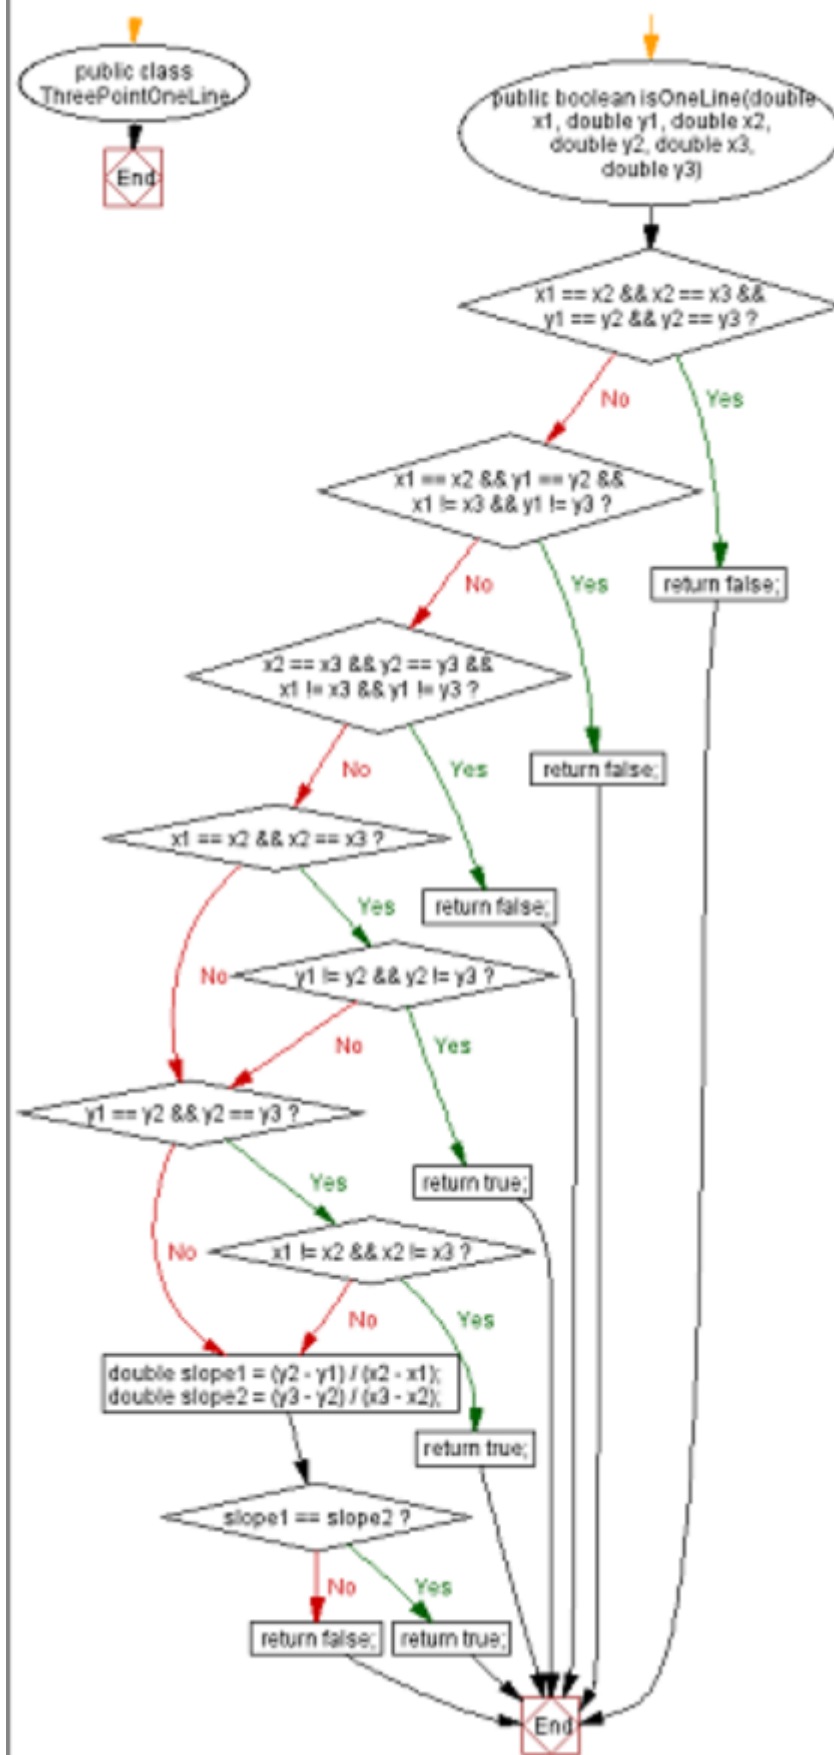 public class
ThreePointOneLine
End
public boolean isOneLine(double
x1, double y1, double x2,
double y2, double x3,
double y3)
x1 == x2 && x2 == x3 &&
y1 == y2 && y2 == y3 ?
No
Yes
x1 == x2 && y1 == y2 &&
x1 != x3 && y1 != y3 ?
return false;
No
Yes
x2 == x3 && y2 == y3 &&
x1 != x3 && y1 != y3 ?
return false;
No
Yes
x1 == x2 && x2 == x3 ?
return false;
Yes
No
y1 != y2 && y2 != y3 ?
No
Yes
y1 == y2 && y2 == y3 ?
return true;
Yes
No
x1 != x2 && x2 != x3 ?
No
Yes
double slope1 = (y2 - y1) / (x2 - x1);
double slope2 = (y3 - y2) / (x3 - x2);
return true;
slope1 == slope2 ?
No
Yes
return false;
return true;
End